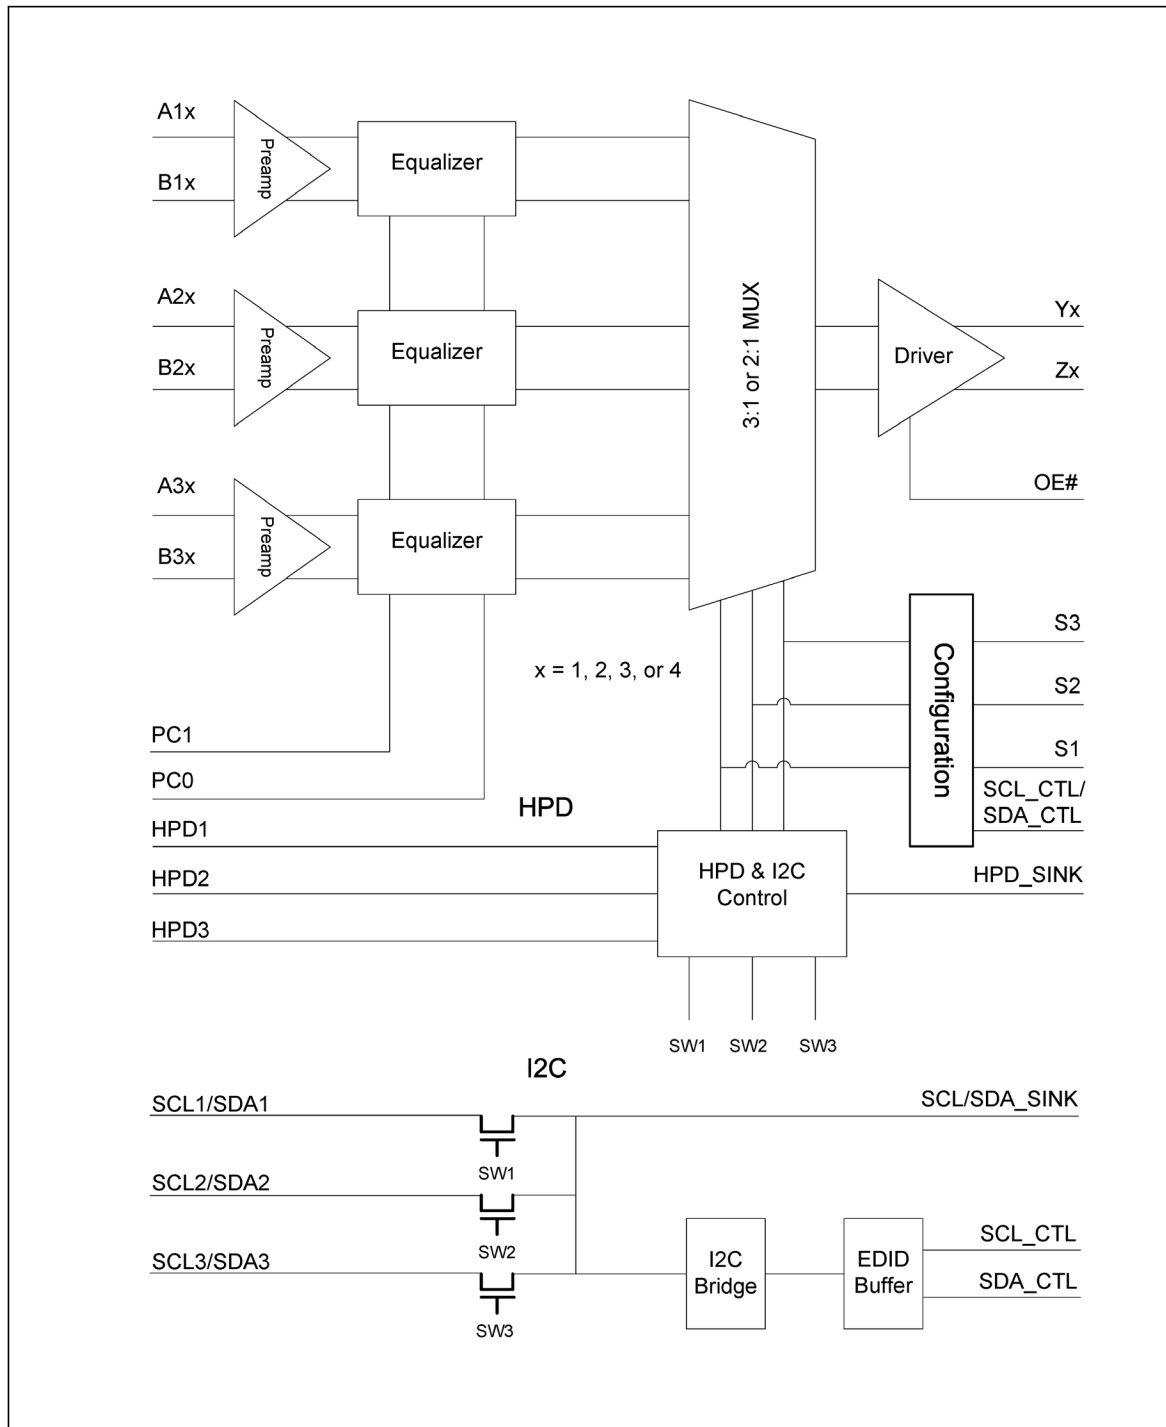 A1x
Preamp
Equalizer
B1x
A2x
Preamp
Equalizer
B2x
A3x
Preamp
Equalizer
B3x
3:1 or 2:1 MUX
Driver
Yx
Zx
OE#
x = 1, 2, 3, or 4
Configuration
S3
S2
S1
SCL_CTL/
SDA_CTL
PC1
PC0
HPD
HPD1
HPD2
HPD3
HPD & I2C
Control
HPD_SINK
SW1
SW2
SW3
I2C
SCL1/SDA1
SW1
SCL/SDA_SINK
SCL2/SDA2
SW2
SCL3/SDA3
SW3
I2C
Bridge
EDID
Buffer
SCL_CTL
SDA_CTL